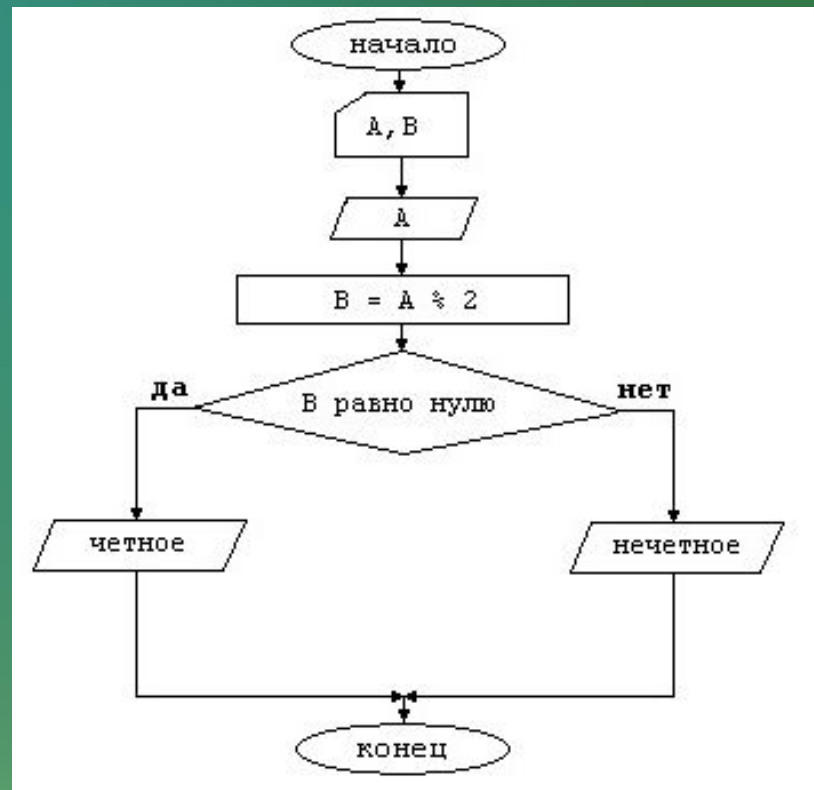 начало
A,B
A
B = A % 2
В равно нулю
да
нет
четное
нечетное
конец